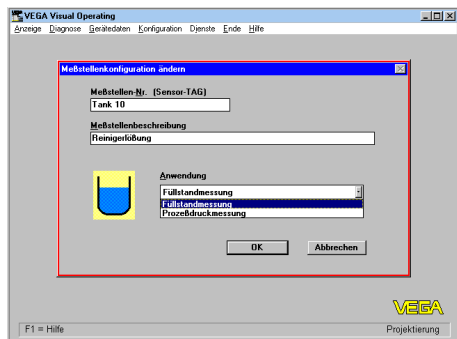 VEGA Visual Operating
Anzeige Diagnose Gerätedaten Konfiguration Dienste Ende Hilfe
Meßstellenkonfiguration ändern
Meßstellen-Nr. (Sensor-TAG)
Tank 10
Meßstellenbeschreibung
Reinigerlößung
Anwendung
Füllstandmessung
Füllstandmessung
Prozeßdruckmessung
OK Abbrechen
VEGA
F1 = Hilfe Projektierung